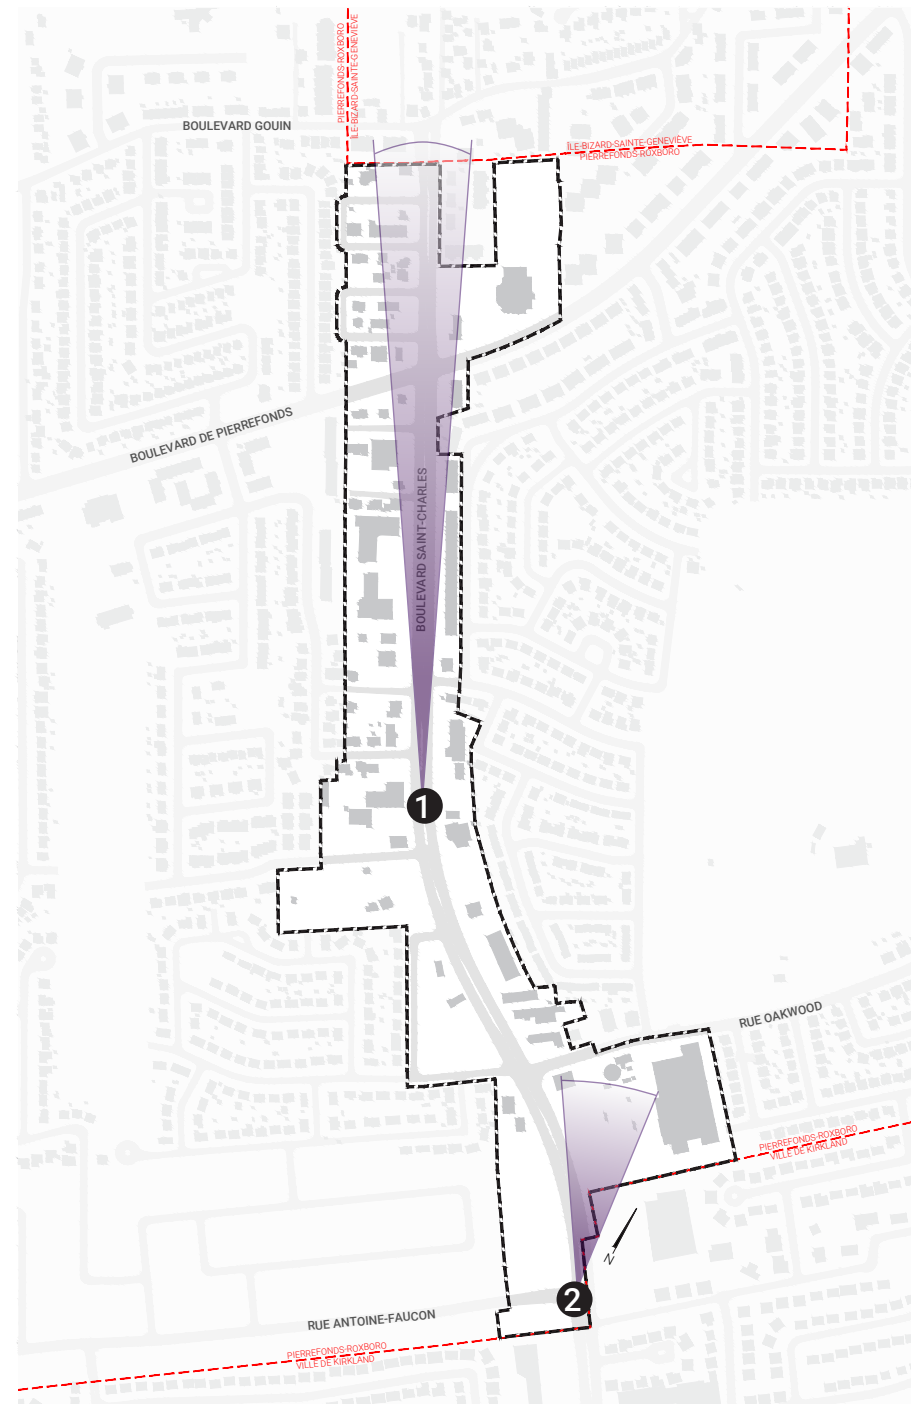 PIERREFONDS-ROXBORO
ÎLE-BIZARD-SAINTE-GENEVIÈVE
BOULEVARD GOUIN
ÎLE-BIZARD-SAINTE-GENEVIÈVE
PIERREFONDS-ROXBORO
BOULEVARD DE PIERREFONDS
BOULEVARD SAINT-CHARLES
1
RUE OAKWOOD
PIERREFONDS-ROXBORO
VILLE DE KIRKLAND
N
2
RUE ANTOINE-FAUCON
PIERREFONDS-ROXBORO
VILLE DE KIRKLAND